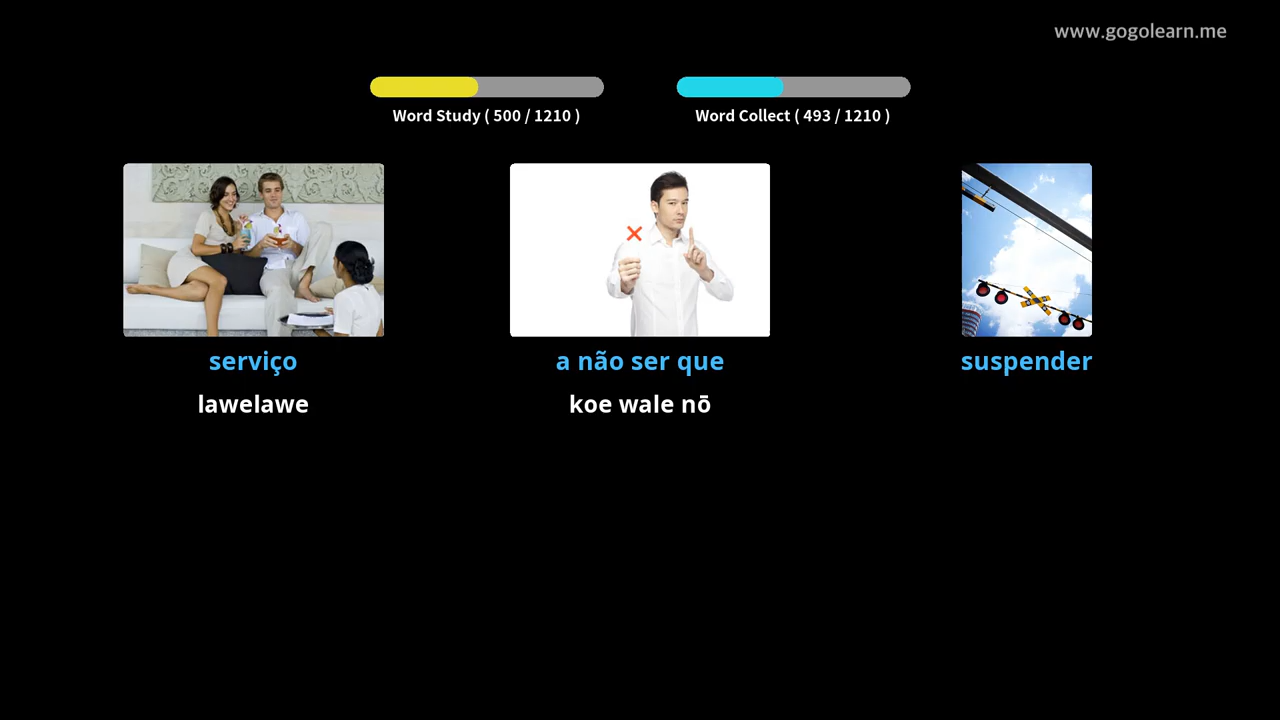 www.gogolearn.me
Word Study ( 500 / 1210 )
Word Collect ( 493 / 1210 )
serviço
lawelawe
a não ser que
koe wale nō
suspender